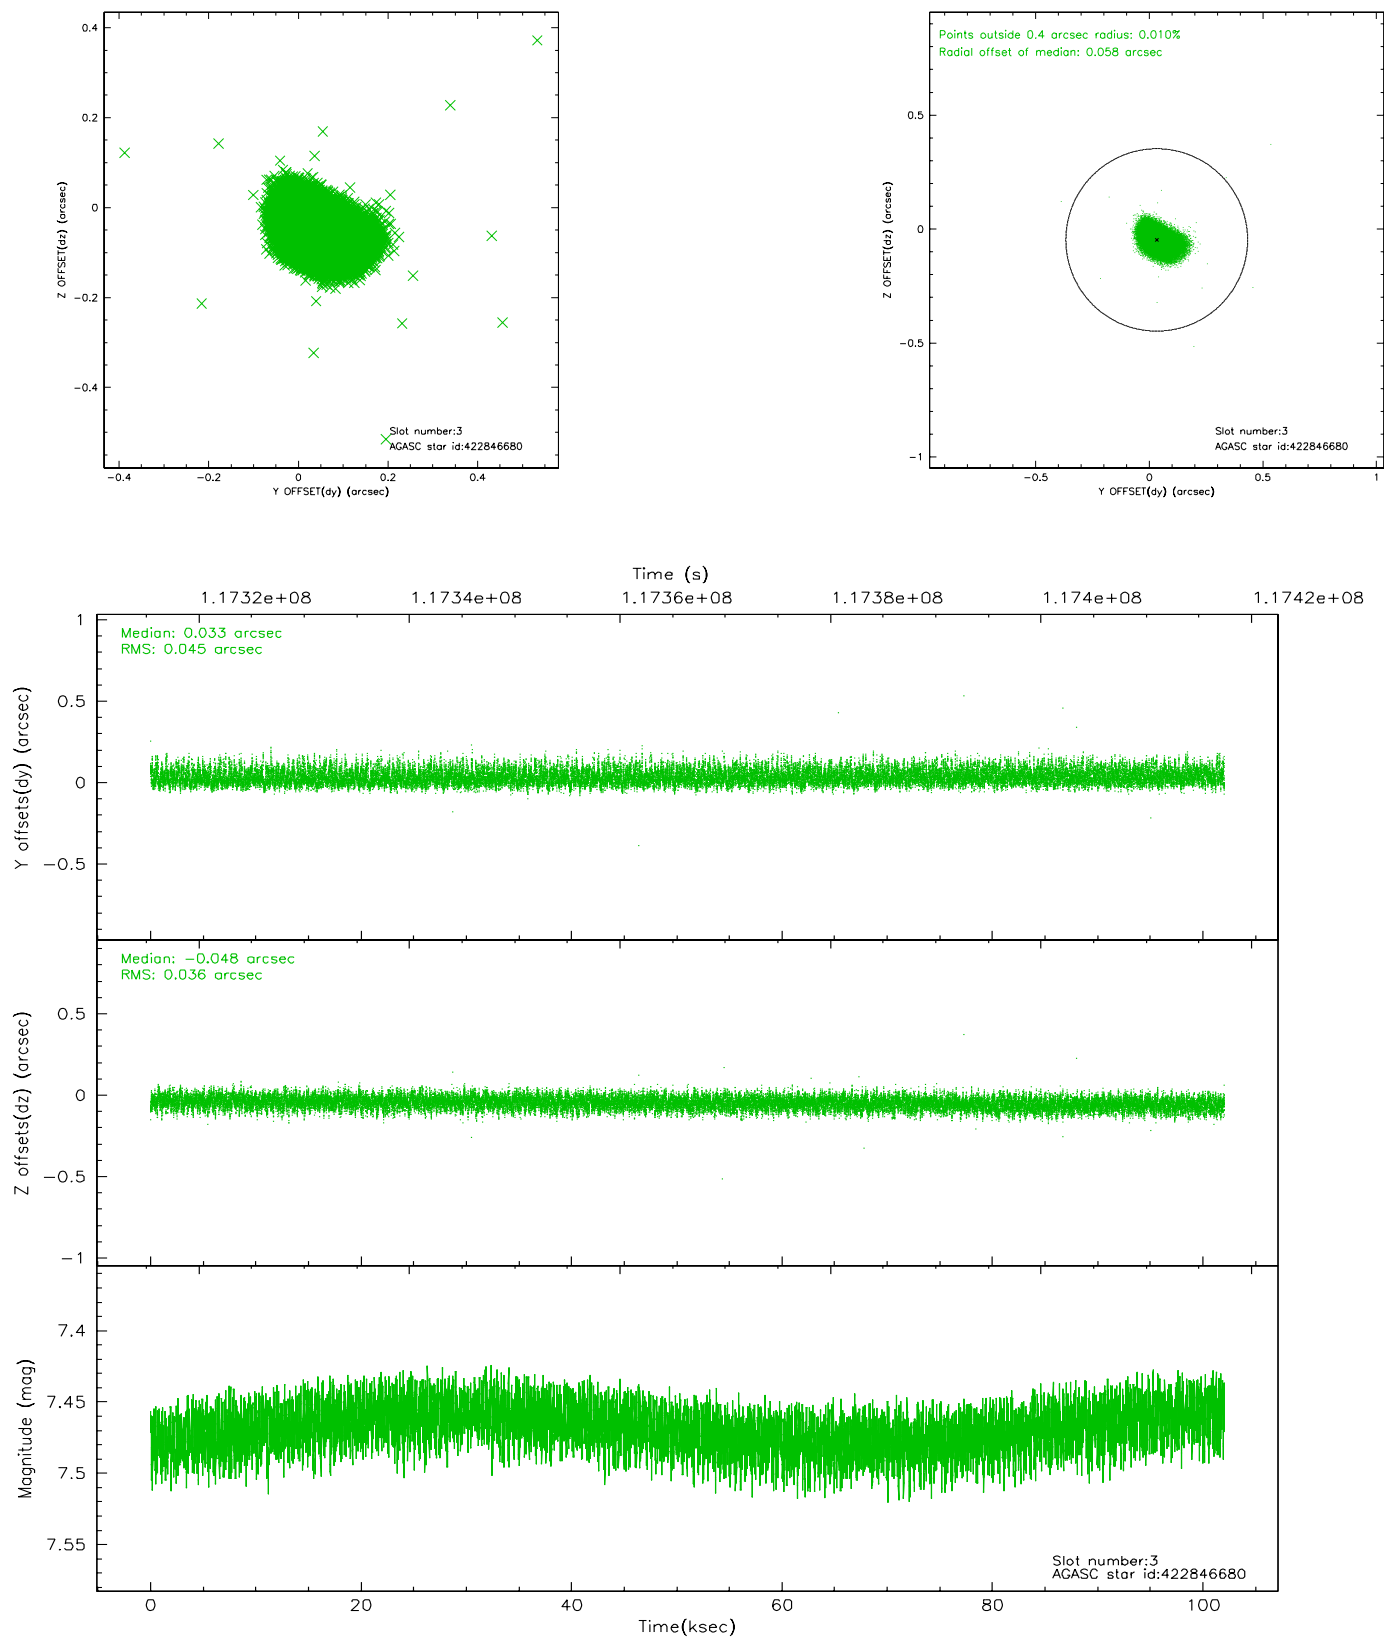 0.4
0.2
0
−0.2
−0.4
Z OFFSET(dz) (arcsec)
Slot number:3
AGASC star id:422846680
−0.4
−0.2
0
0.2
0.4
Y OFFSET(dy) (arcsec)
Points outside 0.4 arcsec radius: 0.010%
Radial offset of median: 0.058 arcsec
0.5
0
−0.5
−1
Z OFFSET(dz) (arcsec)
Slot number:3
AGASC star id:422846680
−0.5
0
0.5
1
Y OFFSET(dy) (arcsec)
Time (s)
1.1732e+08
1.1734e+08
1.1736e+08
1.1738e+08
1.174e+08
1.1742e+08
Median: 0.033 arcsec
RMS: 0.045 arcsec
1
0.5
0
−0.5
Y offsets(dy) (arcsec)
Median: −0.048 arcsec
RMS: 0.036 arcsec
0.5
0
−0.5
−1
Z offsets(dz) (arcsec)
7.4
7.45
7.5
7.55
Magnitude (mag)
Slot number:3
AGASC star id:422846680
0
20
40
60
80
100
Time(ksec)